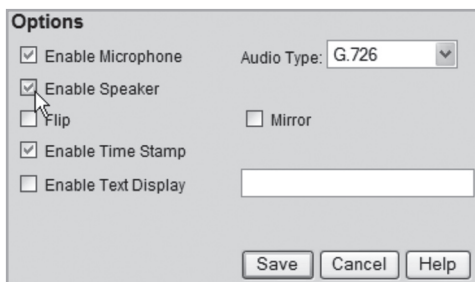 Options
Enable Microphone Audio Type: G.726
Enable Speaker
Flip Mirror
Enable Time Stamp
Enable Text Display
Save Cancel Help